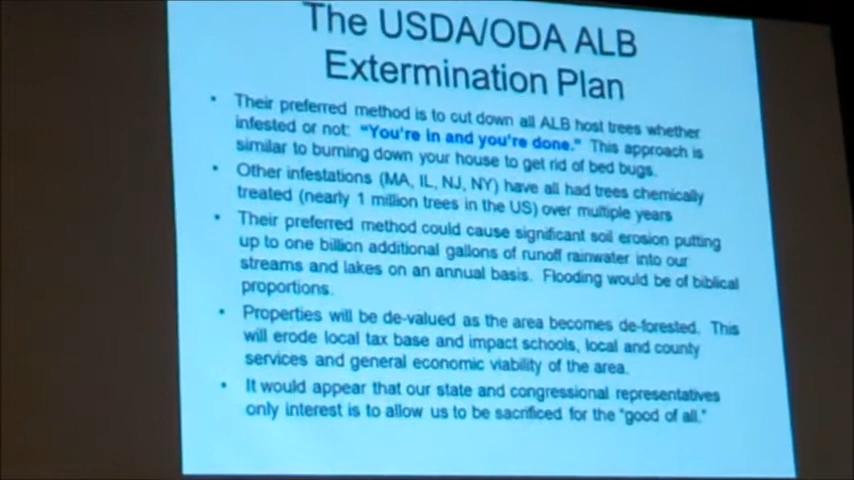 The USDA/ODA ALB
Extermination Plan
• Their preferred method is to cut down all ALB host trees whether
infested or not: "You're in and you're done." This approach is
similar to burning down your house to get rid of bed bugs.
• Other infestations (MA, IL, NJ, NY) have all had trees chemically
treated (nearly 1 million trees in the US) over multiple years
• Their preferred method could cause significant soil erosion putting
up to one billion additional gallons of runoff rainwater into our
streams and lakes on an annual basis. Flooding would be of biblical
proportions.
• Properties will be de-valued as the area becomes de-forested. This
will erode local tax base and impact schools, local and county
services and general economic viability of the area.
• It would appear that our state and congressional representatives
only interest is to allow us to be sacrificed for the "good of all."